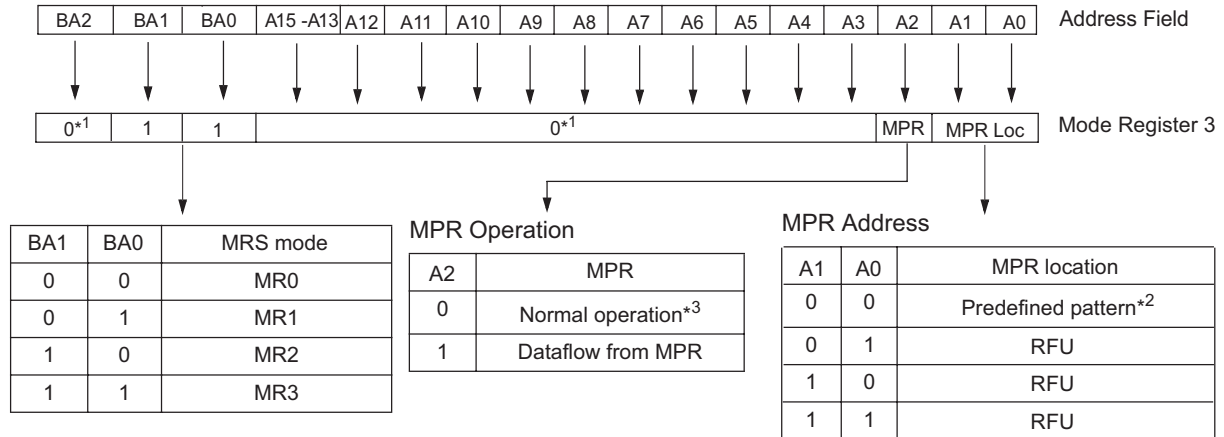 BA2 BA1 BA0 A15 -A13 A12 A11 A10 A9 A8 A7 A6 A5 A4 A3 A2 A1 A0 Address Field
0*1 1 1 0*1 MPR MPR Loc Mode Register 3
BA1 BA0 MRS mode
0 0 MR0
0 1 MR1
1 0 MR2
1 1 MR3
MPR Operation
A2 MPR
0 Normal operation*3
1 Dataflow from MPR
MPR Address
A1 A0 MPR location
0 0 Predefined pattern*2
0 1 RFU
1 0 RFU
1 1 RFU